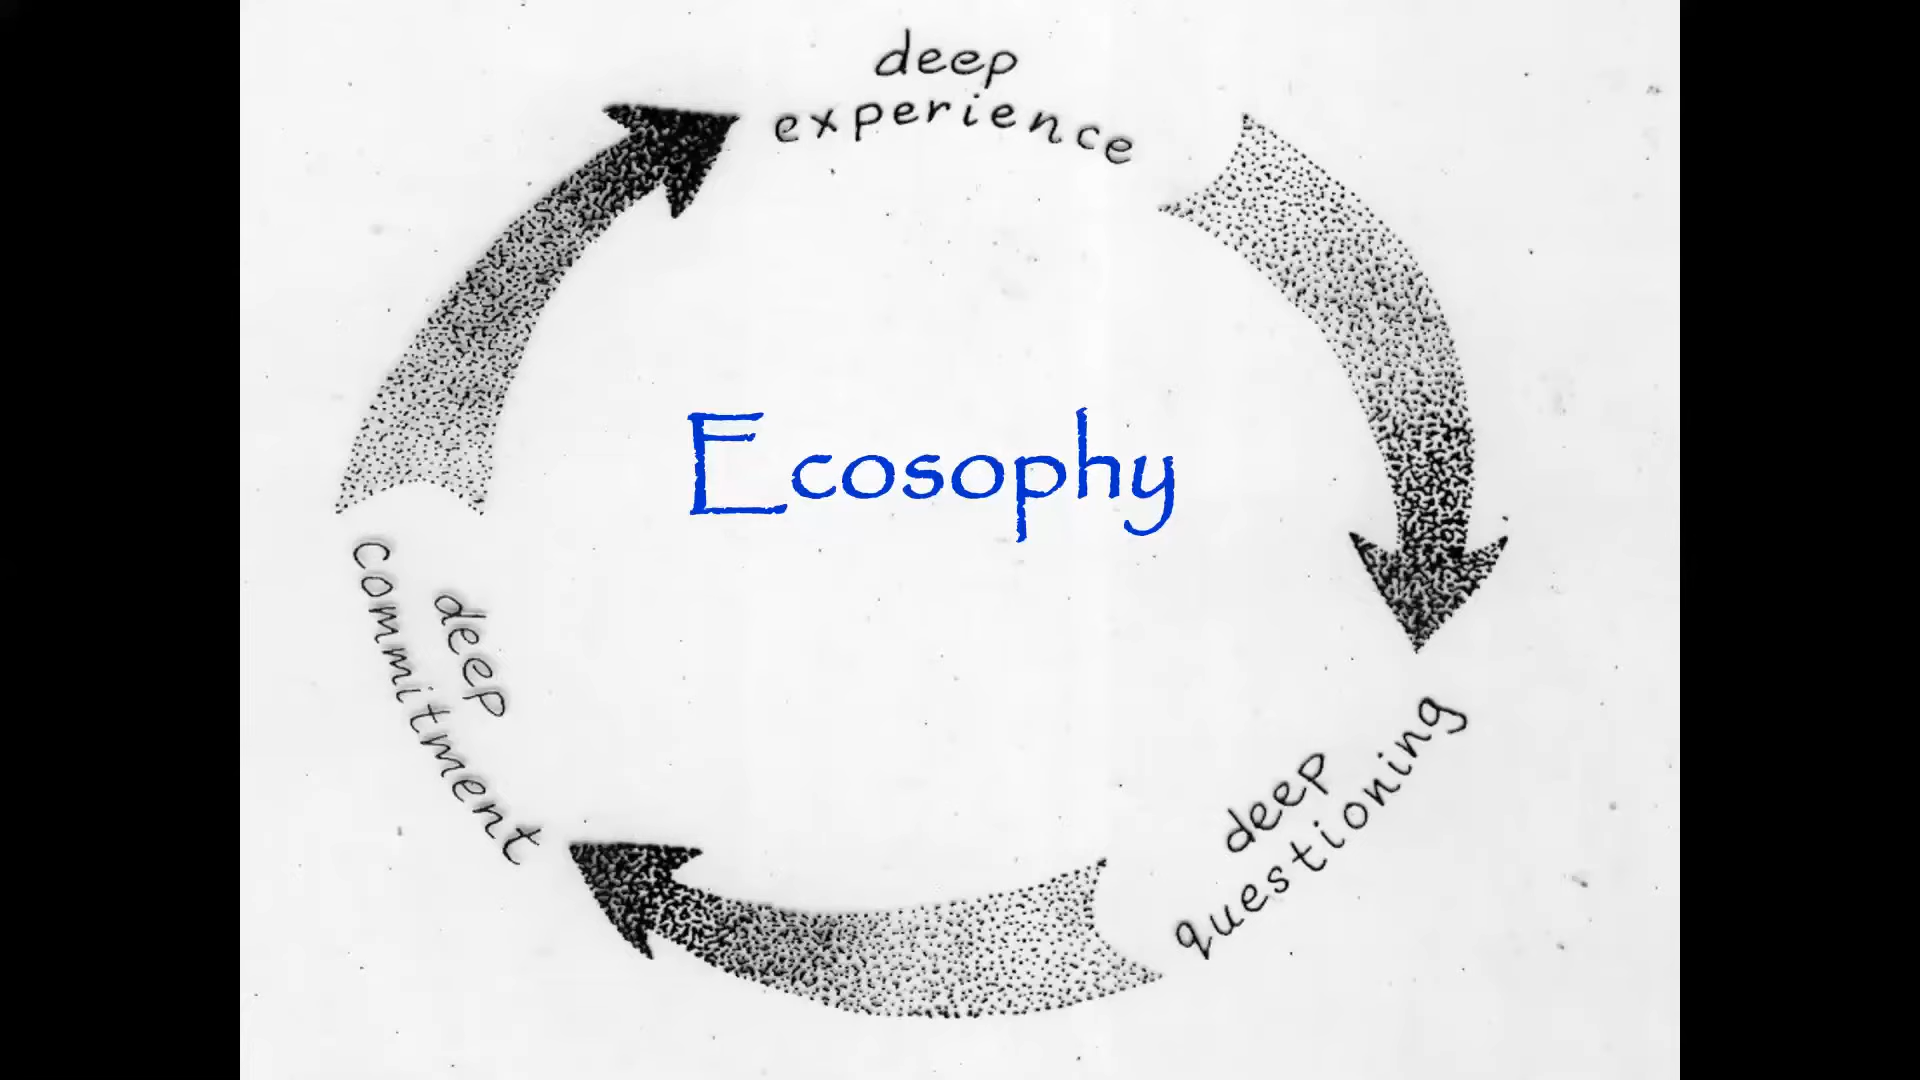 deep
experience
Ecosophy
deep
commitment
deep
questioning